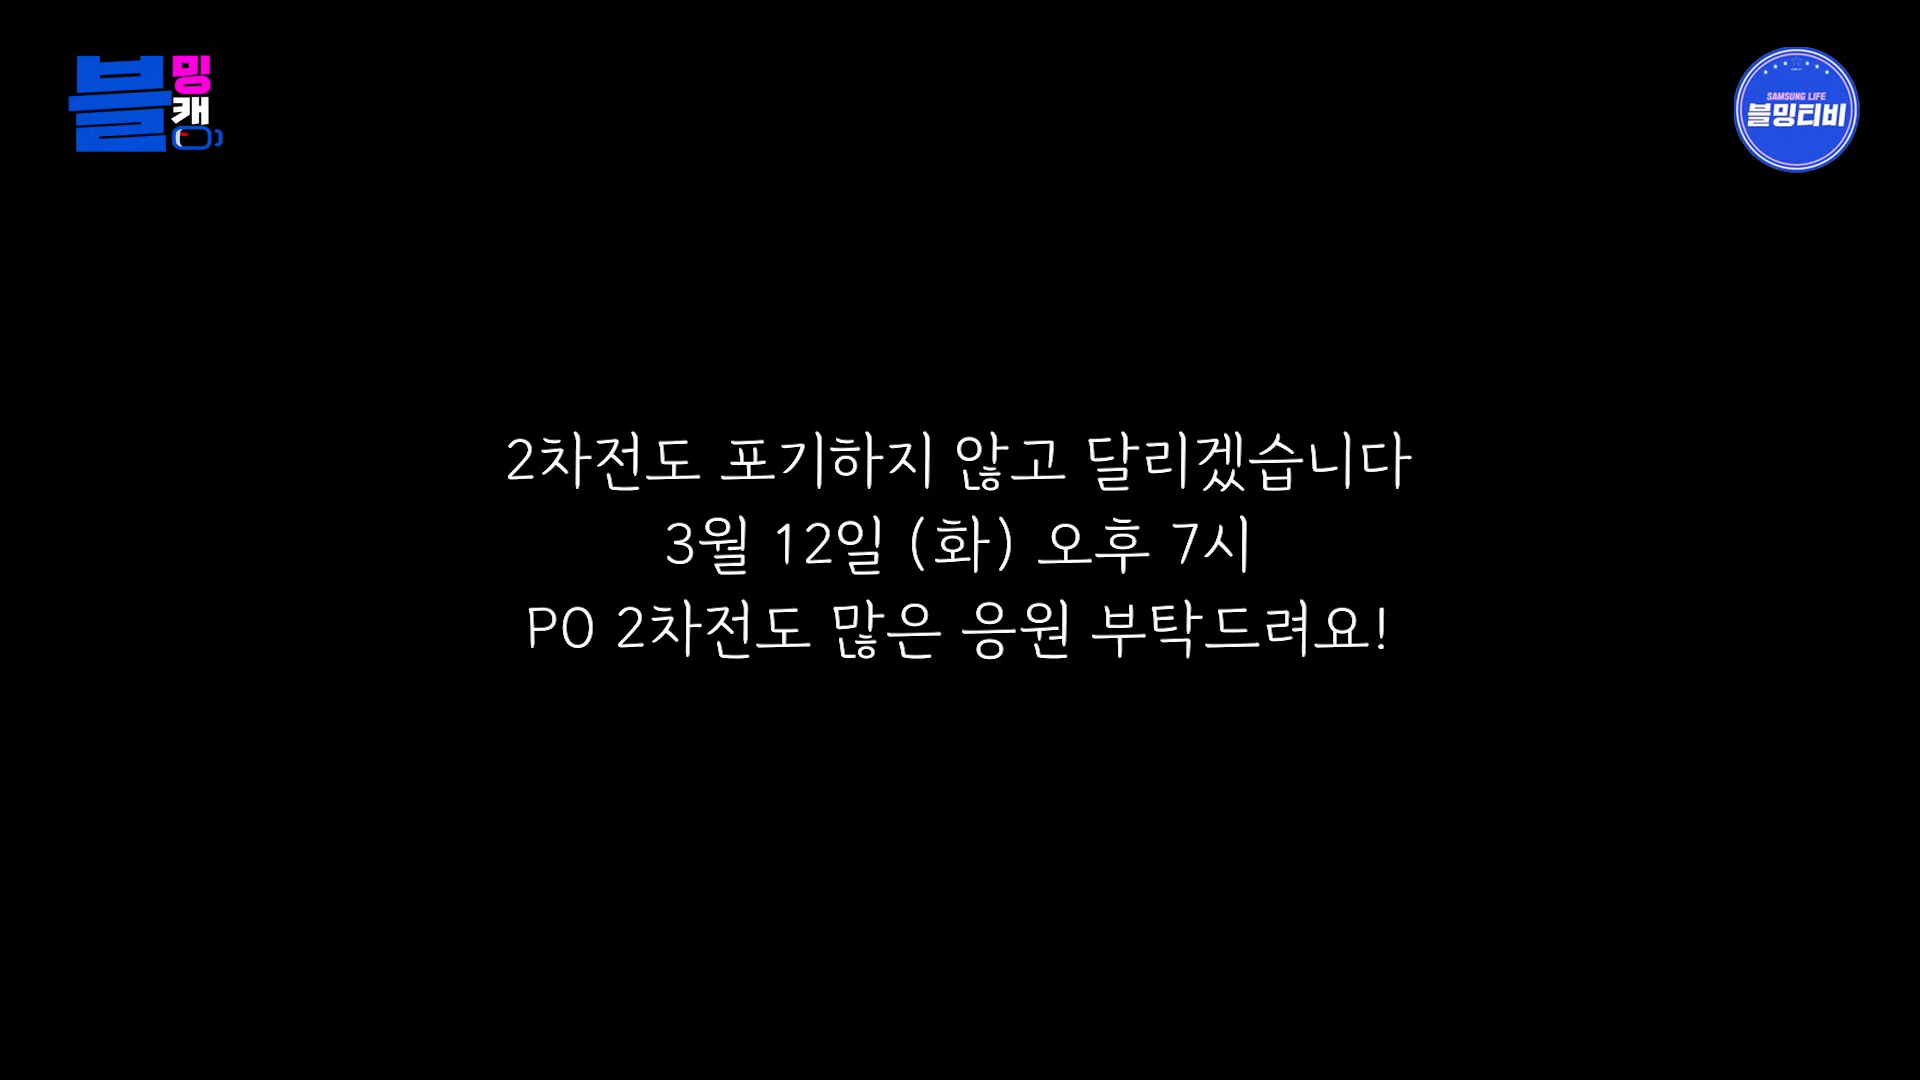 블밍캠
SAMSUNG LIFE
블밍티비
2차전도 포기하지 않고 달리겠습니다
3월 12일 (화) 오후 7시
PO 2차전도 많은 응원 부탁드려요!